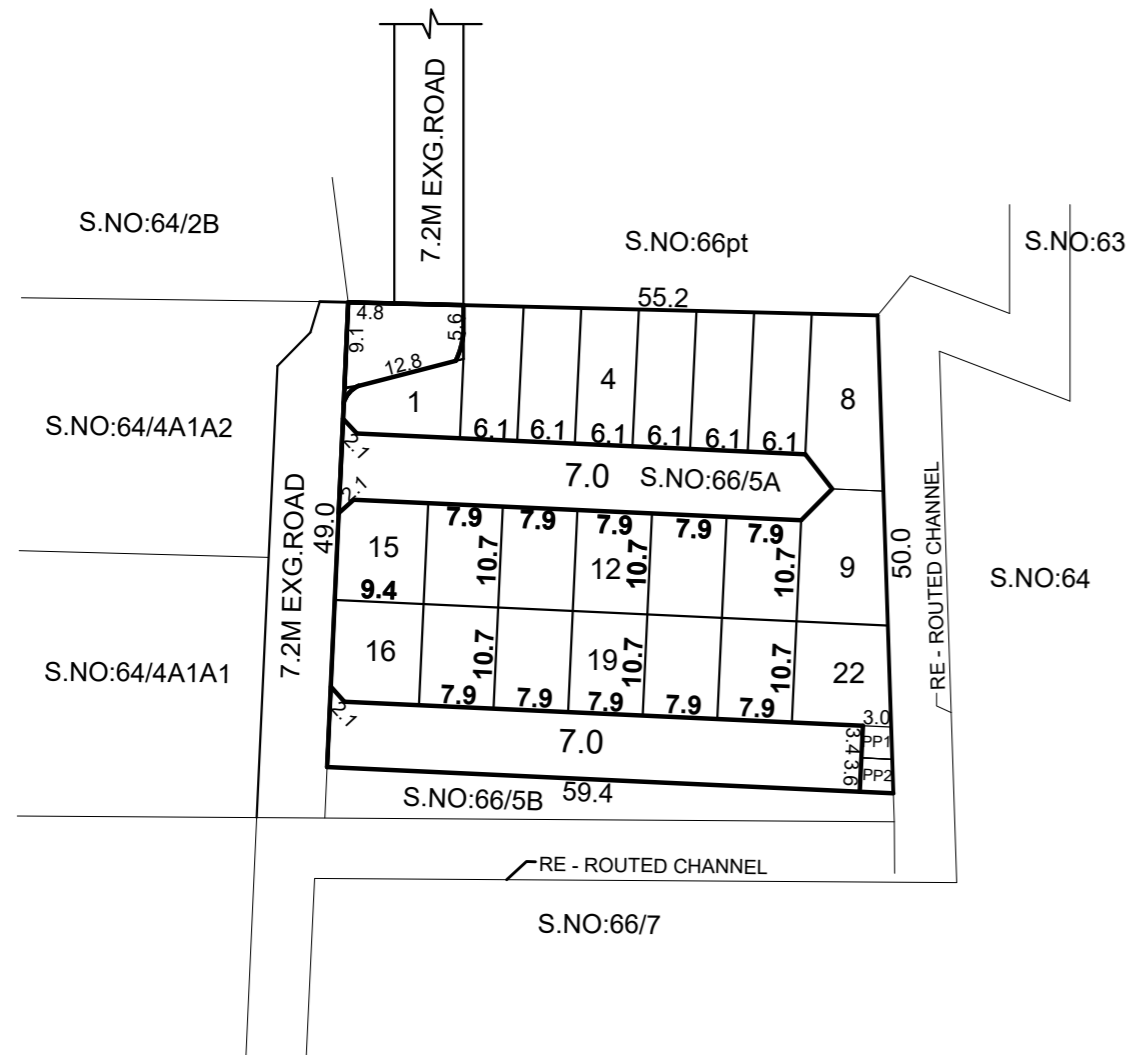 7.2M EXG.ROAD
S.NO:64/2B
S.NO:66pt
S.NO:63
55.2
4.8
5.6
9.1
12.8
4
1
8
S.NO:64/4A1A2
6.1 6.1 6.1 6.1 6.1 6.1
2.1
7.0
S.NO:66/5A
2.1
7.9 7.9 7.9 7.9 7.9
49.0
7.2M EXG.ROAD
15
10.7
12
10.7
10.7
9
50.0
RE - ROUTED CHANNEL
S.NO:64
9.4
S.NO:64/4A1A1
16
10.7
19
10.7
10.7
22
7.9 7.9 7.9 7.9 7.9
2.1
3.0
7.0
3.4
PP1
3.6
PP2
S.NO:66/5B
59.4
RE - ROUTED CHANNEL
S.NO:66/7